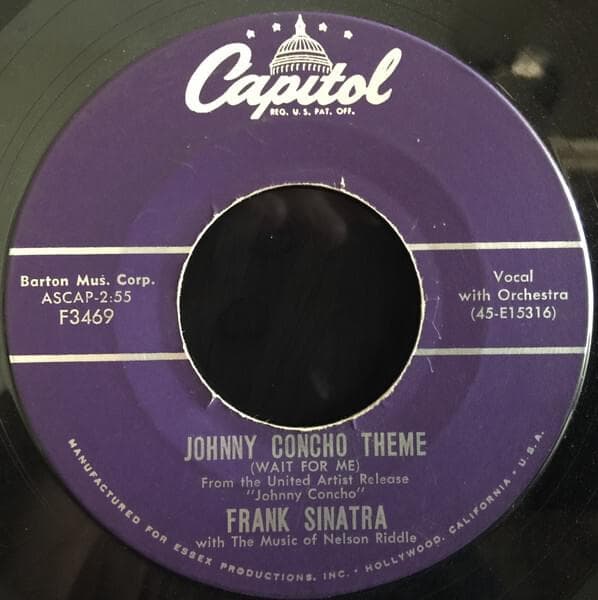 Capitol
REG. U.S. PAT. OFF.
Barton Mus. Corp.
ASCAP-2:55
F3469
Vocal
with Orchestra
(45-E15316)
JOHNNY CONCHO THEME
(WAIT FOR ME)
From the United Artist Release
"Johnny Concho"
FRANK SINATRA
with The Music of Nelson Riddle
MANUFACTURED FOR ESSEX PRODUCTIONS, INC. • HOLLYWOOD, CALIFORNIA • U.S.A.